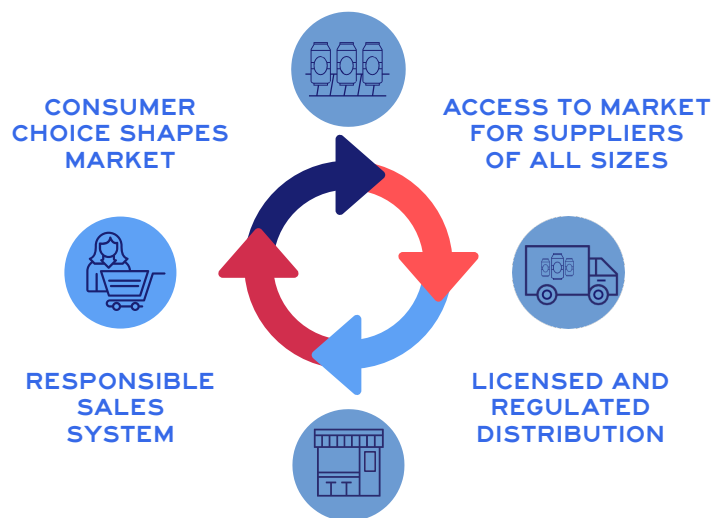 CONSUMER
CHOICE SHAPES
MARKET
ACCESS TO MARKET
FOR SUPPLIERS
OF ALL SIZES
RESPONSIBLE
SALES
SYSTEM
LICENSED AND
REGULATED
DISTRIBUTION